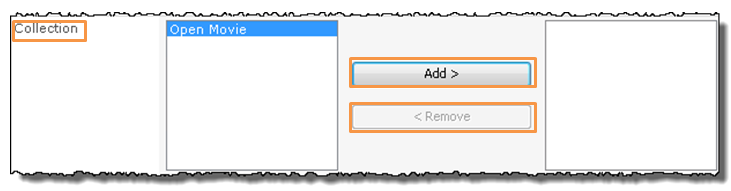 Collection
Open Movie
Add >
< Remove